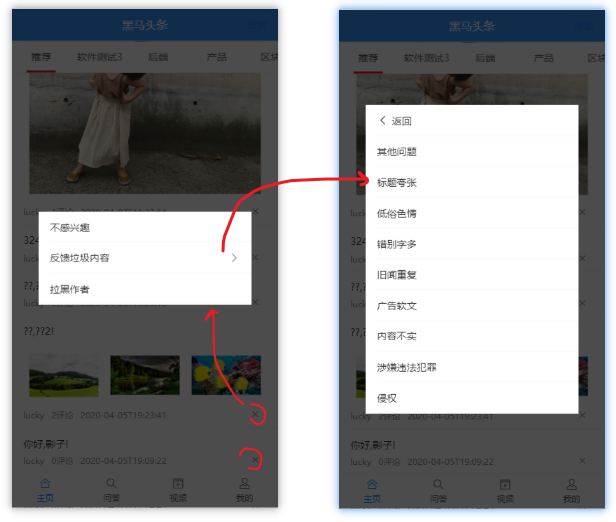 黑马头条
推荐 软件测试3 后端 产品 区块
lucky
不感兴趣
反馈垃圾内容
拉黑作者
??,??2!
lucky 2评论 2020-04-05T19:23:41
你好,影子!
lucky 0评论 2020-04-05T19:09:22
主页 问答 视频 我的
黑马头条
推荐 软件测试3 后端 产品 区块
返回
其他问题
标题夸张
低俗色情
错别字多
旧闻重复
广告软文
内容不实
涉嫌违法犯罪
侵权
lucky 2评论 2020-04-05T19:23:41
你好,影子!
lucky 0评论 2020-04-05T19:09:22
主页 问答 视频 我的